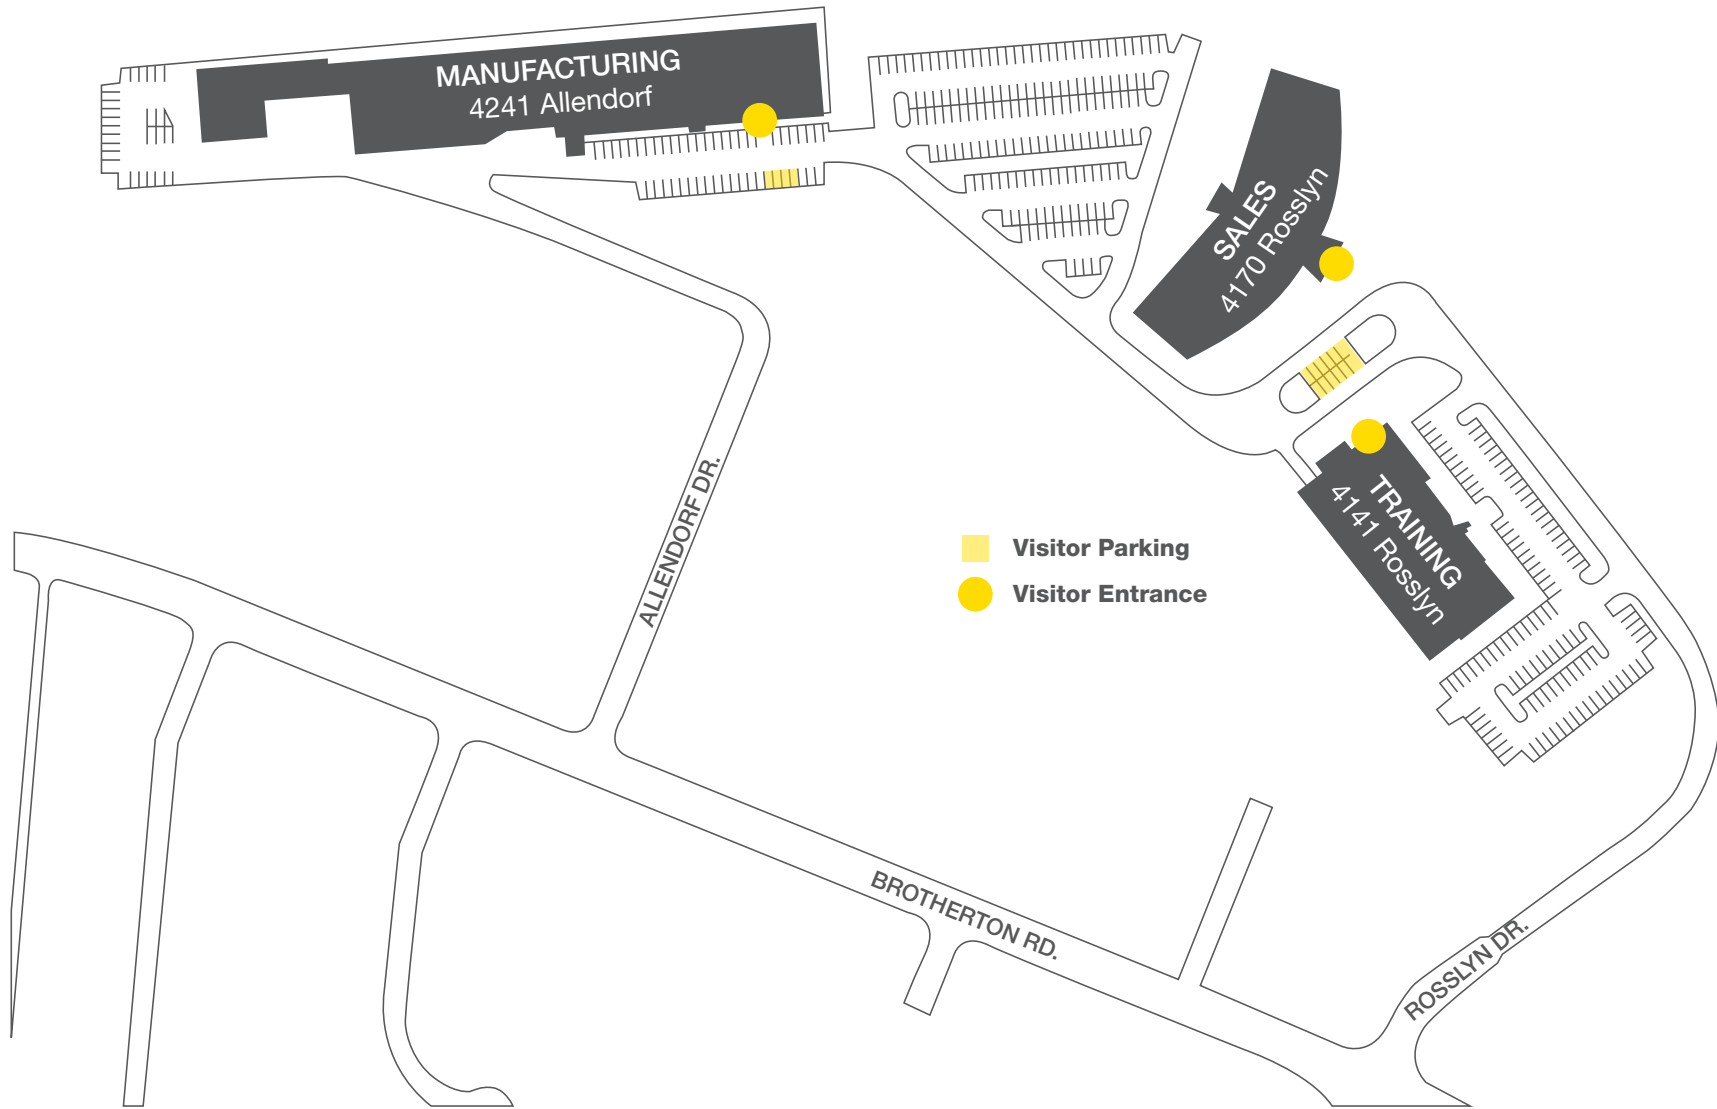 MANUFACTURING
4241 Allendorf
SALES
4170 Rosslyn
TRAINING
4141 Rosslyn
ALLENDORF DR.
Visitor Parking
Visitor Entrance
BROTHERTON RD.
ROSSLYN DR.